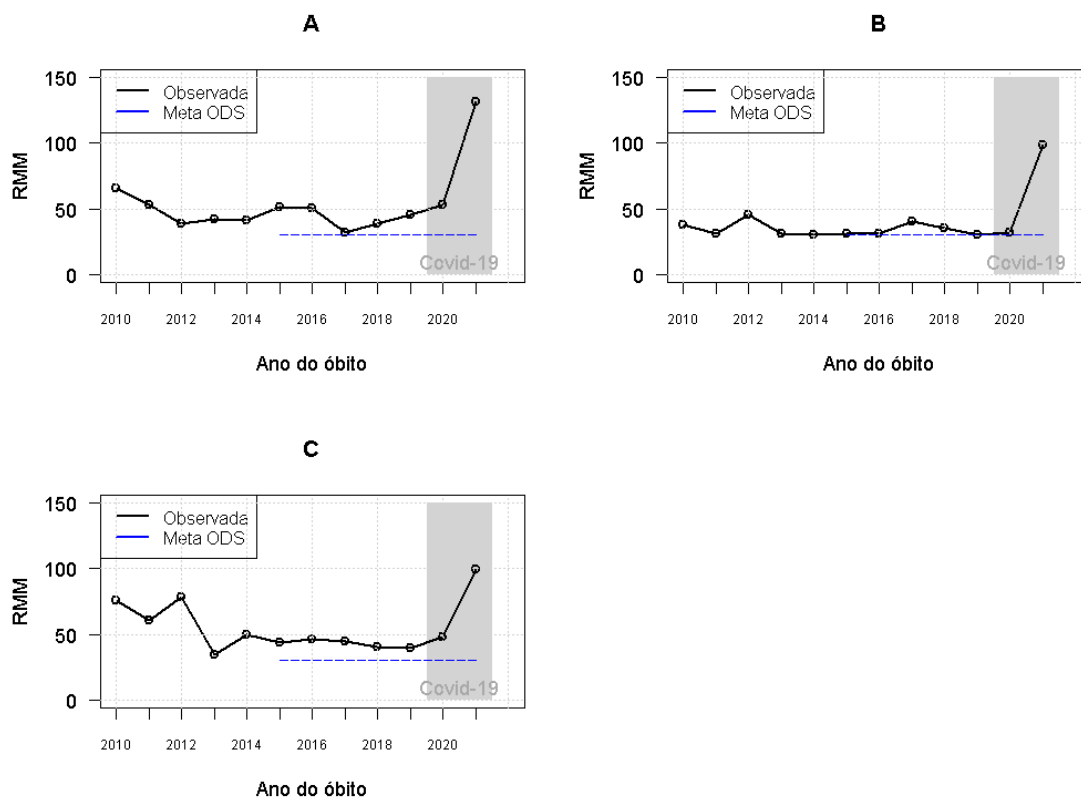 A
150
100
50
0
RMM
Observada
Meta ODS
Covid-19
2010 2012 2014 2016 2018 2020
Ano do óbito
B
150
100
50
0
RMM
Observada
Meta ODS
Covid-19
2010 2012 2014 2016 2018 2020
Ano do óbito
C
150
100
50
0
RMM
Observada
Meta ODS
Covid-19
2010 2012 2014 2016 2018 2020
Ano do óbito